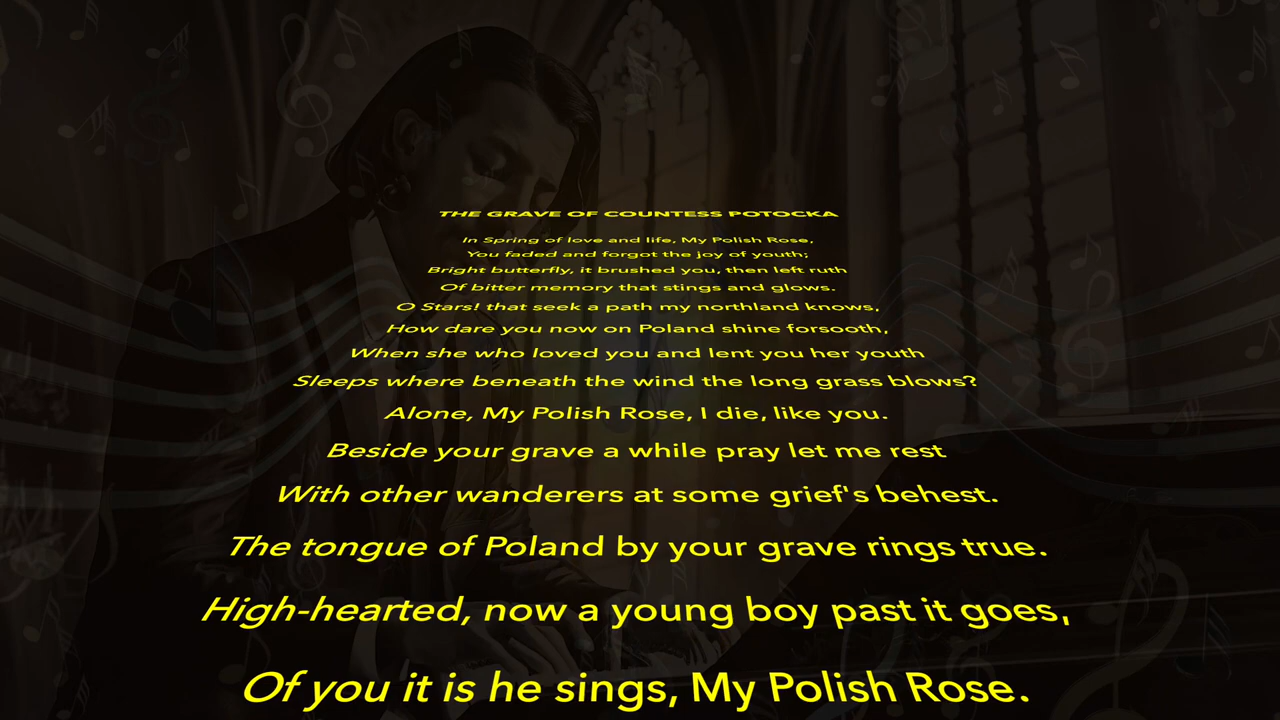 THE GRAVE OF COUNTESS POTOCKA
In Spring of love and life, My Polish Rose,
You faded and forgot the joy of youth;
Bright butterfly, it brushed you, then left ruth
Of bitter memory that stings and glows.
O Stars! that seek a path my northland knows,
How dare you now on Poland shine forsooth,
When she who loved you and lent you her youth
Sleeps where beneath the wind the long grass blows?
Alone, My Polish Rose, I die, like you.
Beside your grave a while pray let me rest
With other wanderers at some grief's behest.
The tongue of Poland by your grave rings true.
High-hearted, now a young boy past it goes,
Of you it is he sings, My Polish Rose.